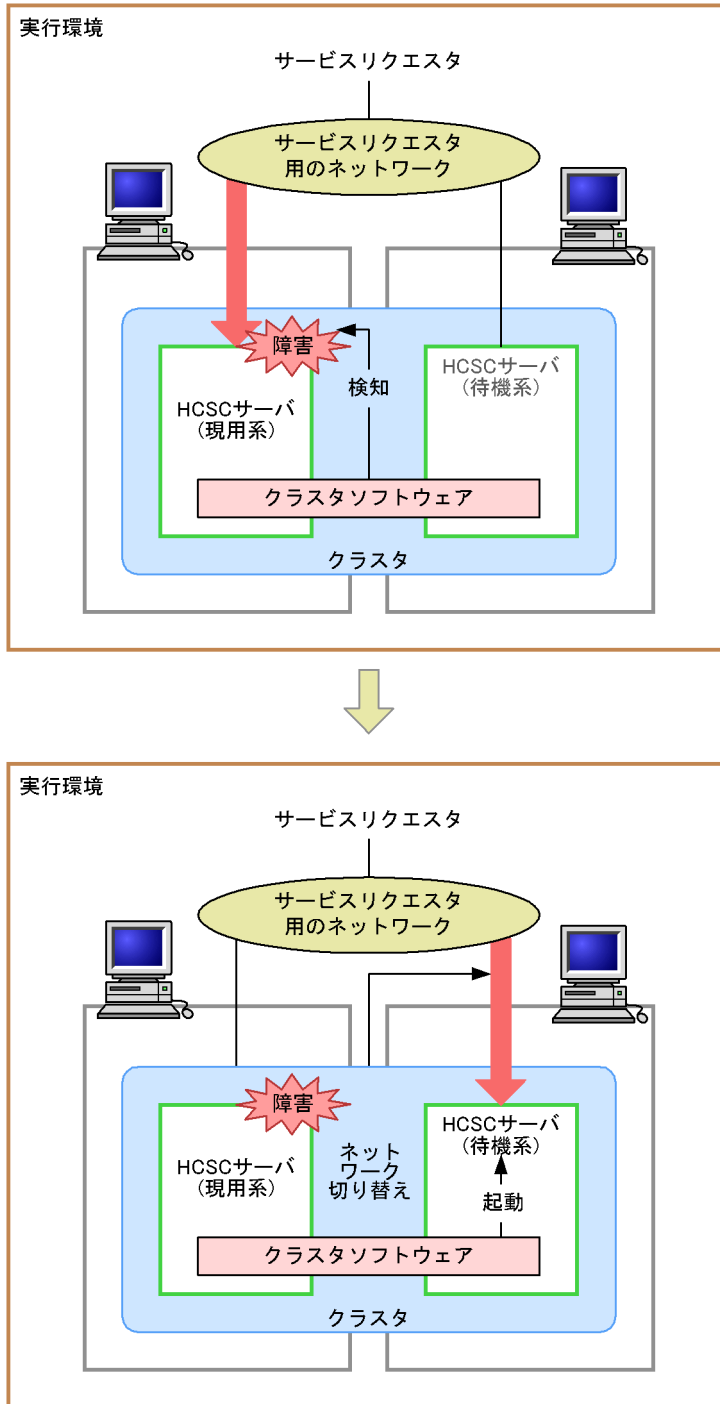 実行環境
サービスリクエスタ
サービスリクエスタ
用のネットワーク
障害
HCSCサーバ
(待機系)
検知
HCSCサーバ
(現用系)
クラスタソフトウェア
クラスタ
実行環境
サービスリクエスタ
サービスリクエスタ
用のネットワーク
障害
HCSCサーバ
(待機系)
ネット
ワーク
切り替え
HCSCサーバ
(現用系)
起動
クラスタソフトウェア
クラスタ